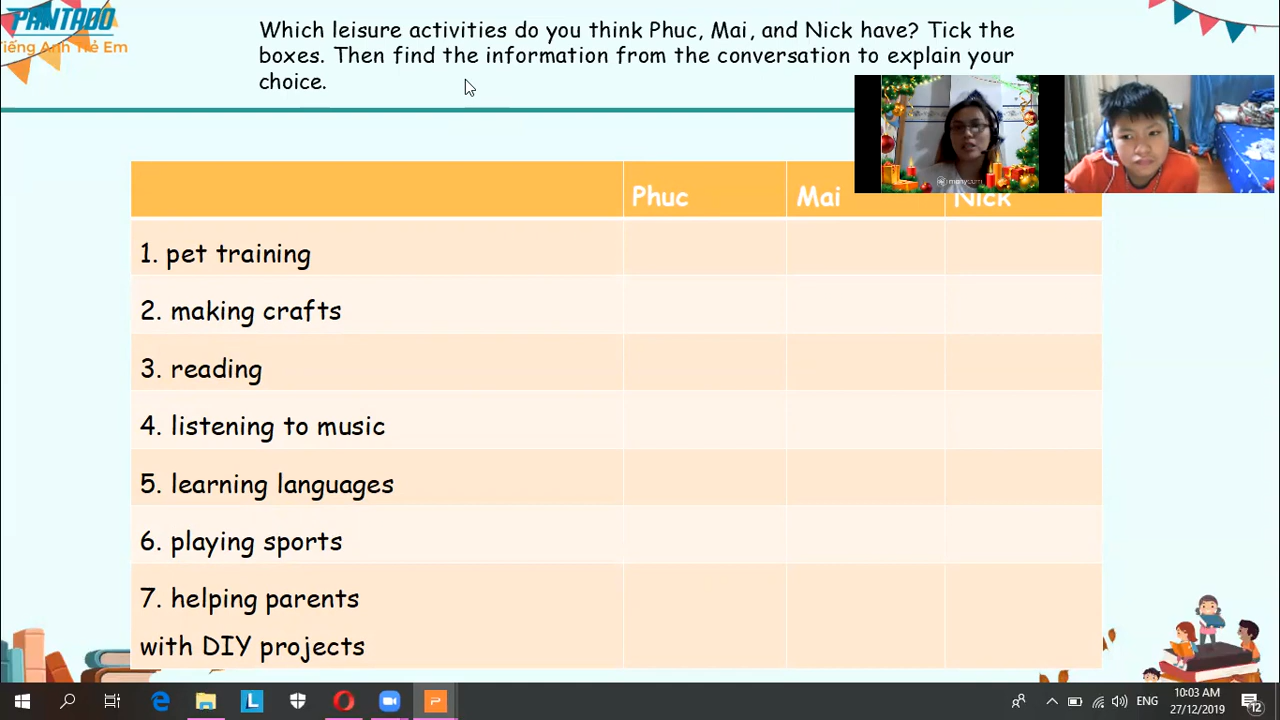 PANTADO
Tiếng Anh Trẻ Em
Which leisure activities do you think Phuc, Mai, and Nick have? Tick the
boxes. Then find the information from the conversation to explain your
choice.
manycam
Phuc Mai Nick
1. pet training
2. making crafts
3. reading
4. listening to music
5. learning languages
6. playing sports
7. helping parents
with DIY projects
ENG
10:03 AM
27/12/2019
12